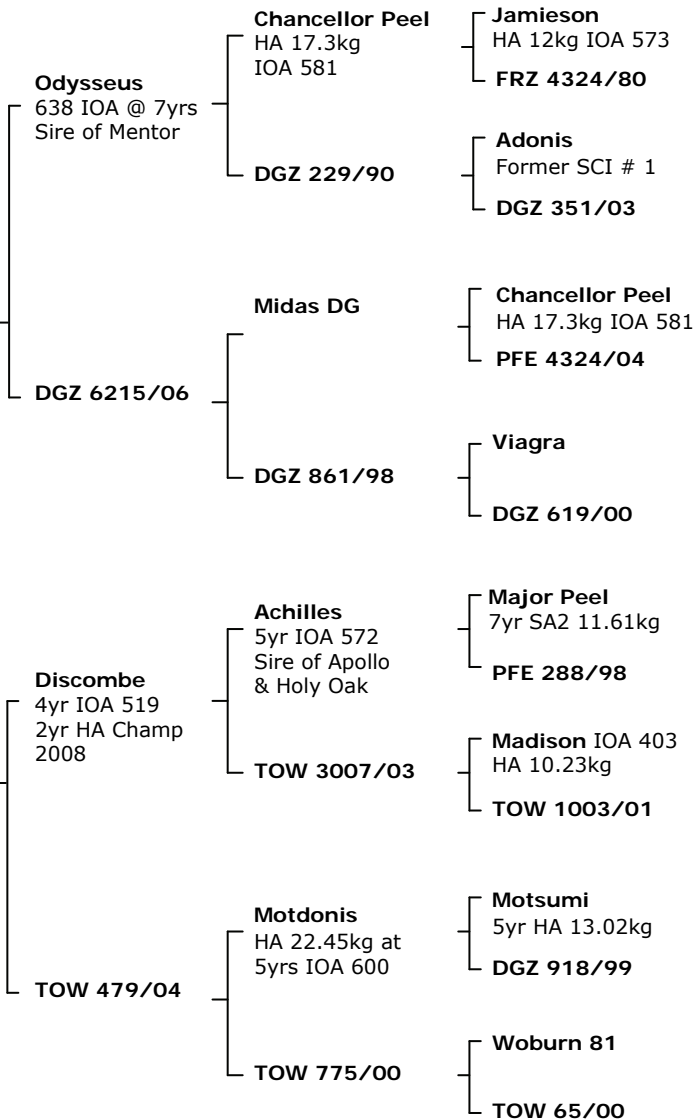 Chancellor Peel
HA 17.3kg
IOA 581
Jamieson
HA 12kg IOA 573
FRZ 4324/80
Odysseus
638 IOA @ 7yrs
Sire of Mentor
DGZ 229/90
Adonis
Former SCI # 1
DGZ 351/03
Midas DG
Chancellor Peel
HA 17.3kg IOA 581
PFE 4324/04
DGZ 6215/06
DGZ 861/98
Viagra
DGZ 619/00
Achilles
5yr IOA 572
Sire of Apollo
& Holy Oak
Major Peel
7yr SA2 11.61kg
PFE 288/98
Discombe
4yr IOA 519
2yr HA Champ
2008
TOW 3007/03
Madison IOA 403
HA 10.23kg
TOW 1003/01
Motdonis
HA 22.45kg at
5yrs IOA 600
Motsumi
5yr HA 13.02kg
DGZ 918/99
TOW 479/04
TOW 775/00
Woburn 81
TOW 65/00